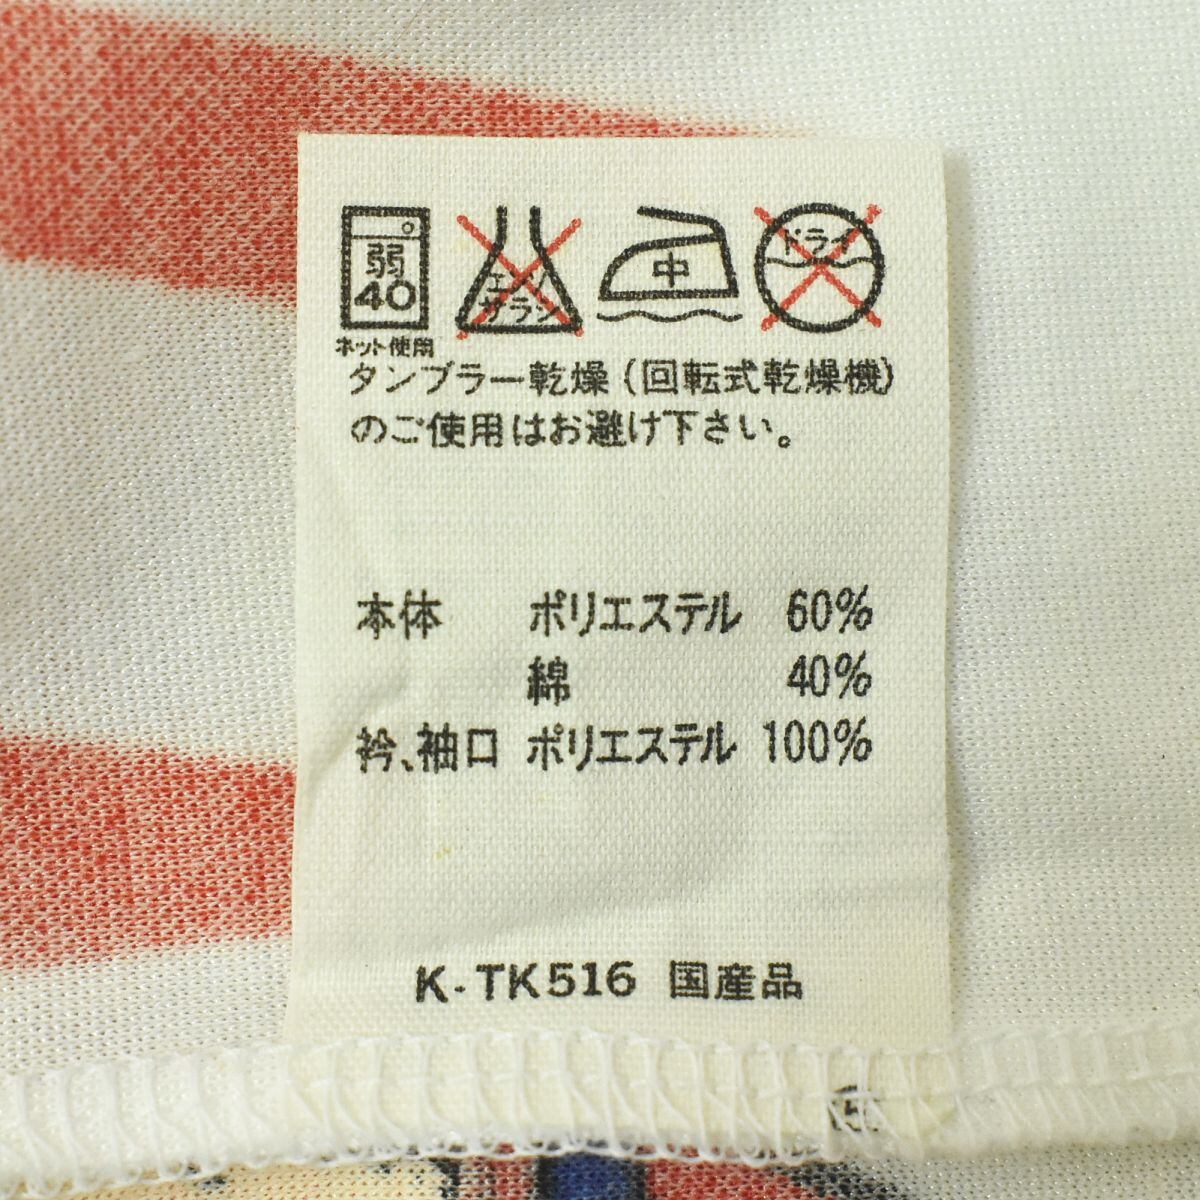 弱
40
ネット使用
エンソ
サラシ
中
ドライ
タンブラー乾燥(回転式乾燥機)
のご使用はお避け下さい。
本体 ポリエステル 60%
綿 40%
衿、袖口 ポリエステル 100%
K-TK516 国産品